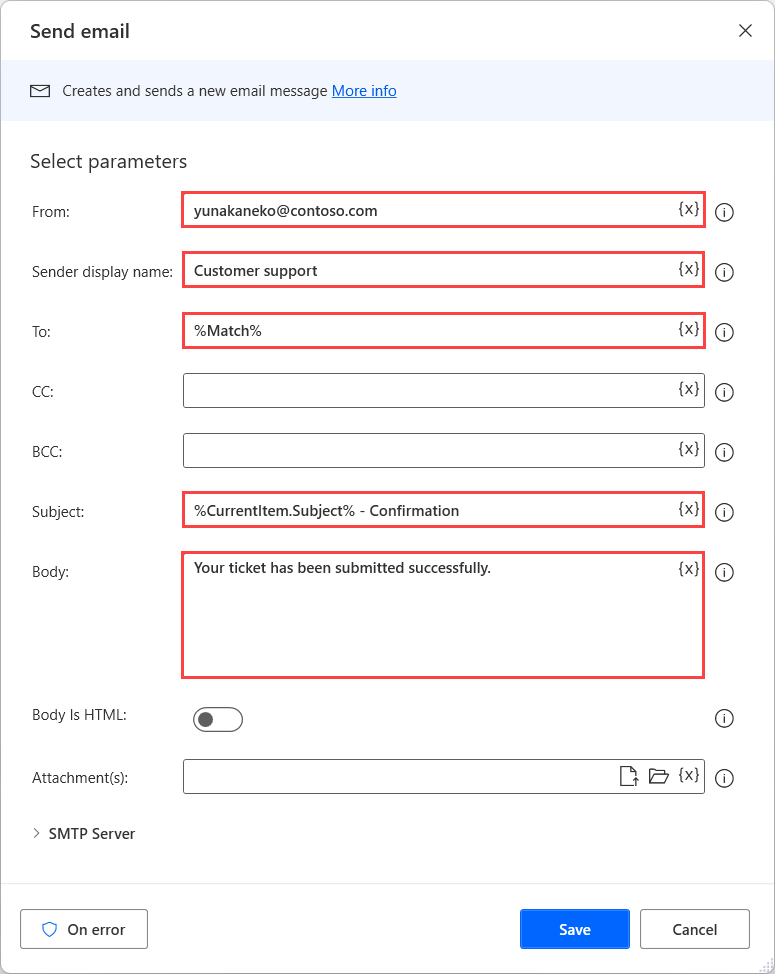 Send email
Creates and sends a new email message More info
Select parameters
From: yunakaneko@contoso.com {x}
Sender display name: Customer support {x}
To: %Match% {x}
CC: {x}
BCC: {x}
Subject: %CurrentItem.Subject% - Confirmation {x}
Body: Your ticket has been submitted successfully. {x}
Body Is HTML:
Attachment(s): {x}
SMTP Server
On error Save Cancel